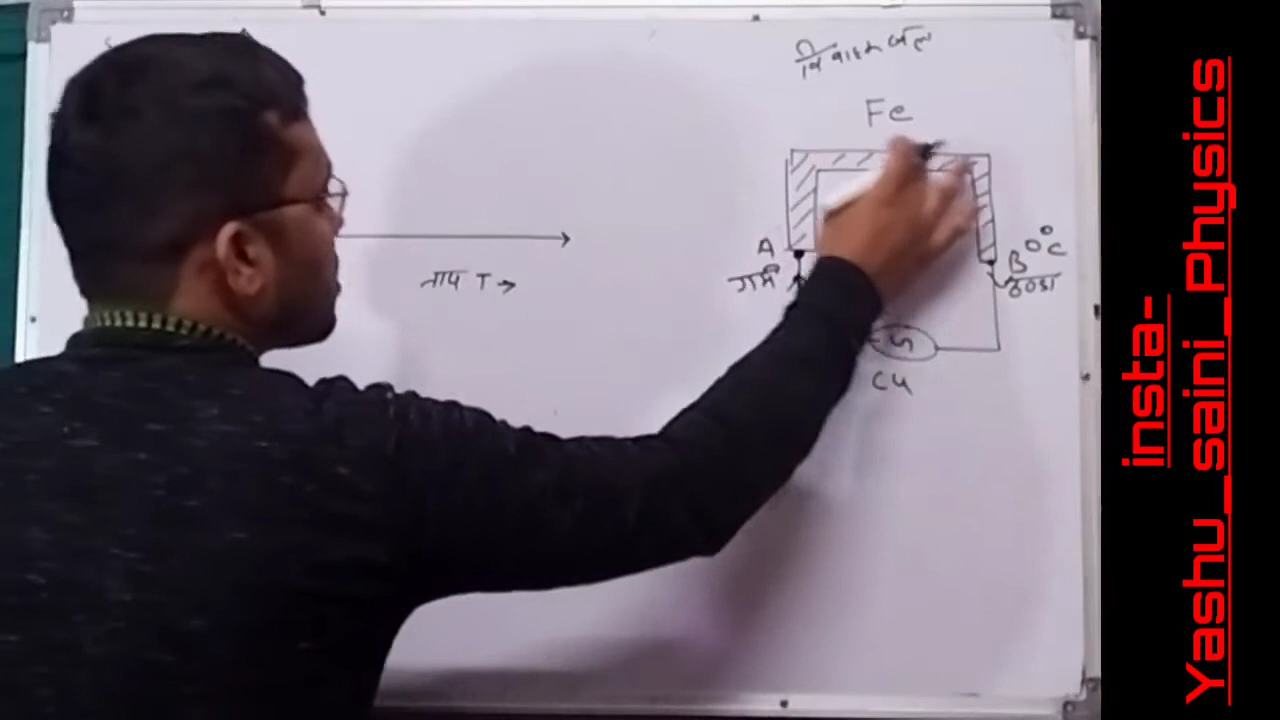 Fe
A
B 0°C
गर्म
ठण्डा
ताप T →
G
Cu
insta-
Yashu_saini_Physics